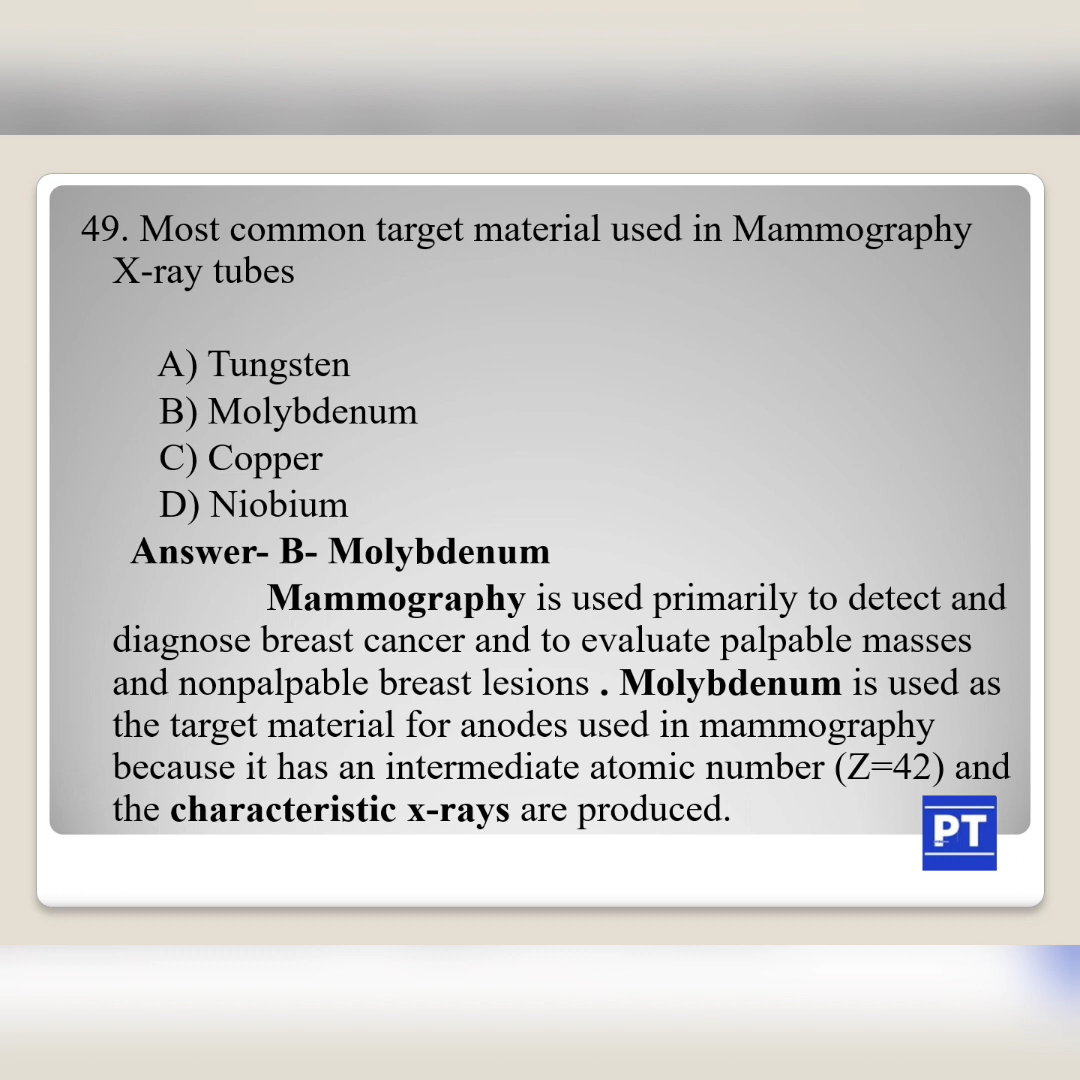 49. Most common target material used in Mammography
X-ray tubes
A) Tungsten
B) Molybdenum
C) Copper
D) Niobium
Answer- B- Molybdenum
Mammography is used primarily to detect and
diagnose breast cancer and to evaluate palpable masses
and nonpalpable breast lesions . Molybdenum is used as
the target material for anodes used in mammography
because it has an intermediate atomic number (Z=42) and
the characteristic x-rays are produced.
PT